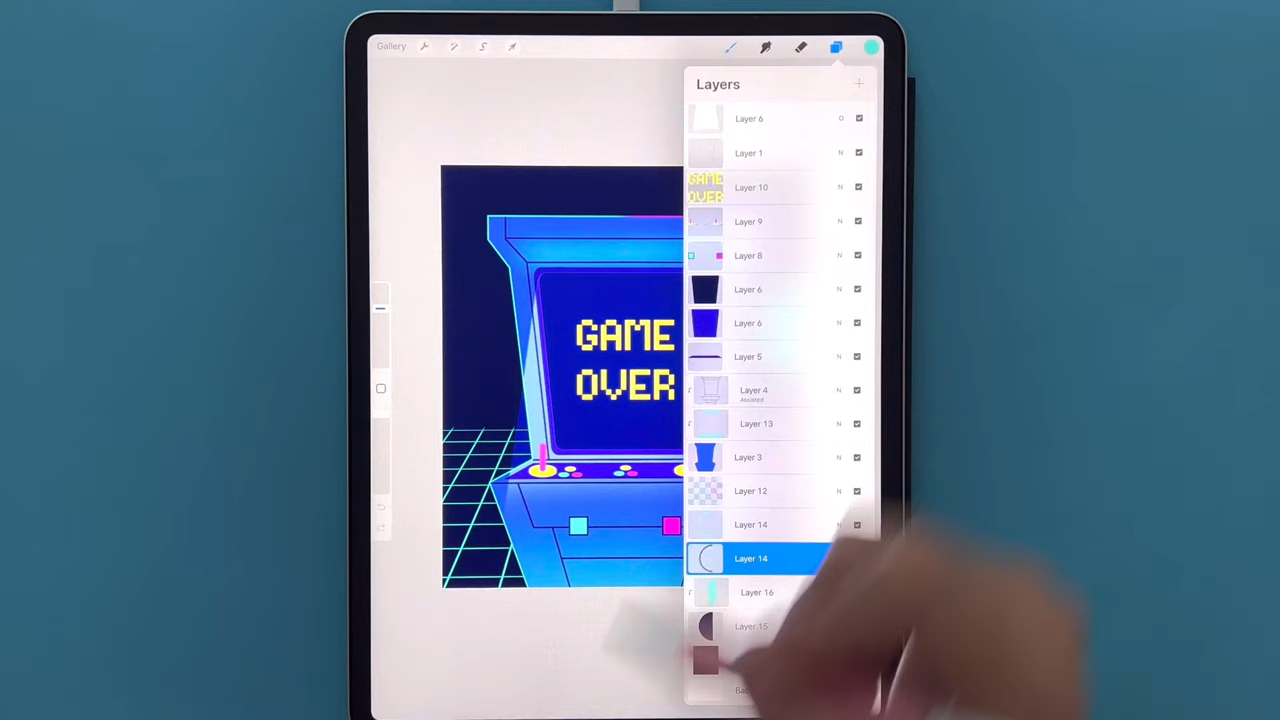 Gallery
Layers
Layer 6 G
Layer 1 N
GAME
OVER
Layer 10 N
Layer 9 N
Layer 8 N
Layer 6 N
Layer 6 N
Layer 5 N
Layer 4 N
Assisted
Layer 13 N
Layer 3 N
Layer 12 N
Layer 14 N
Layer 14
Layer 16
Layer 15
GAME
OVER